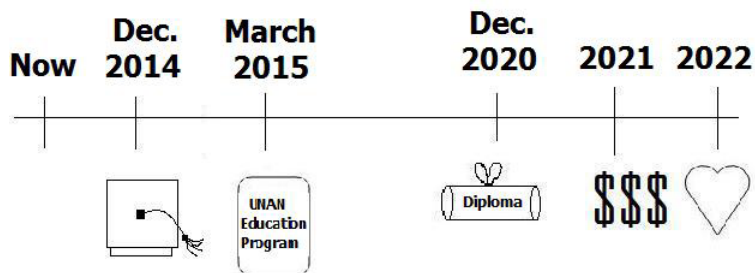 Now
Dec.
2014
March
2015
Dec.
2020
2021
2022
UNAN
Education
Program
Diploma
$$$